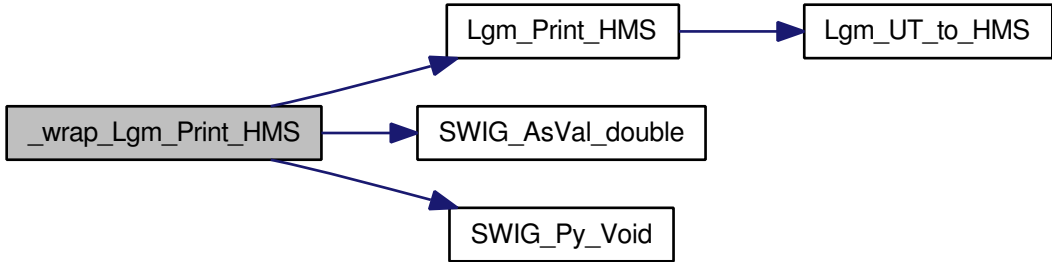 _wrap_Lgm_Print_HMS
Lgm_Print_HMS
Lgm_UT_to_HMS
SWIG_AsVal_double
SWIG_Py_Void